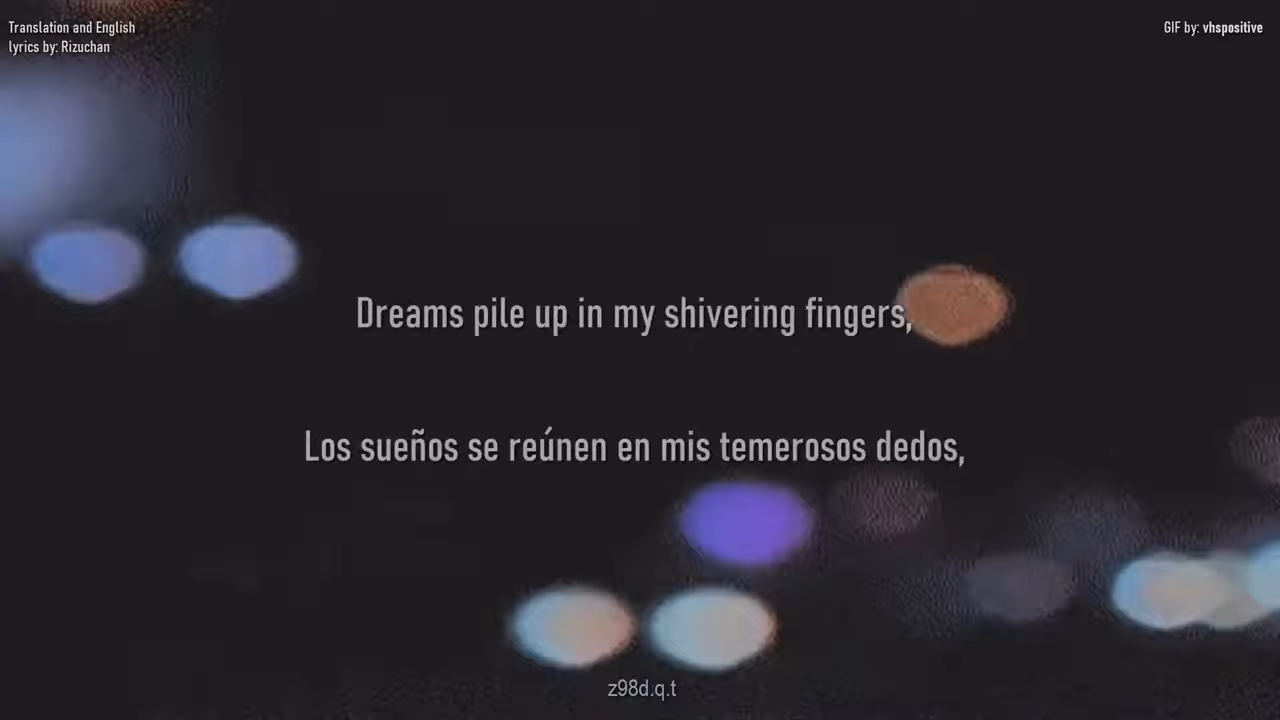 Translation and English
lyrics by: Rizuchan
GIF by: vhspositive
Dreams pile up in my shivering fingers,
Los sueños se reúnen en mis temerosos dedos,
z98d.q.t